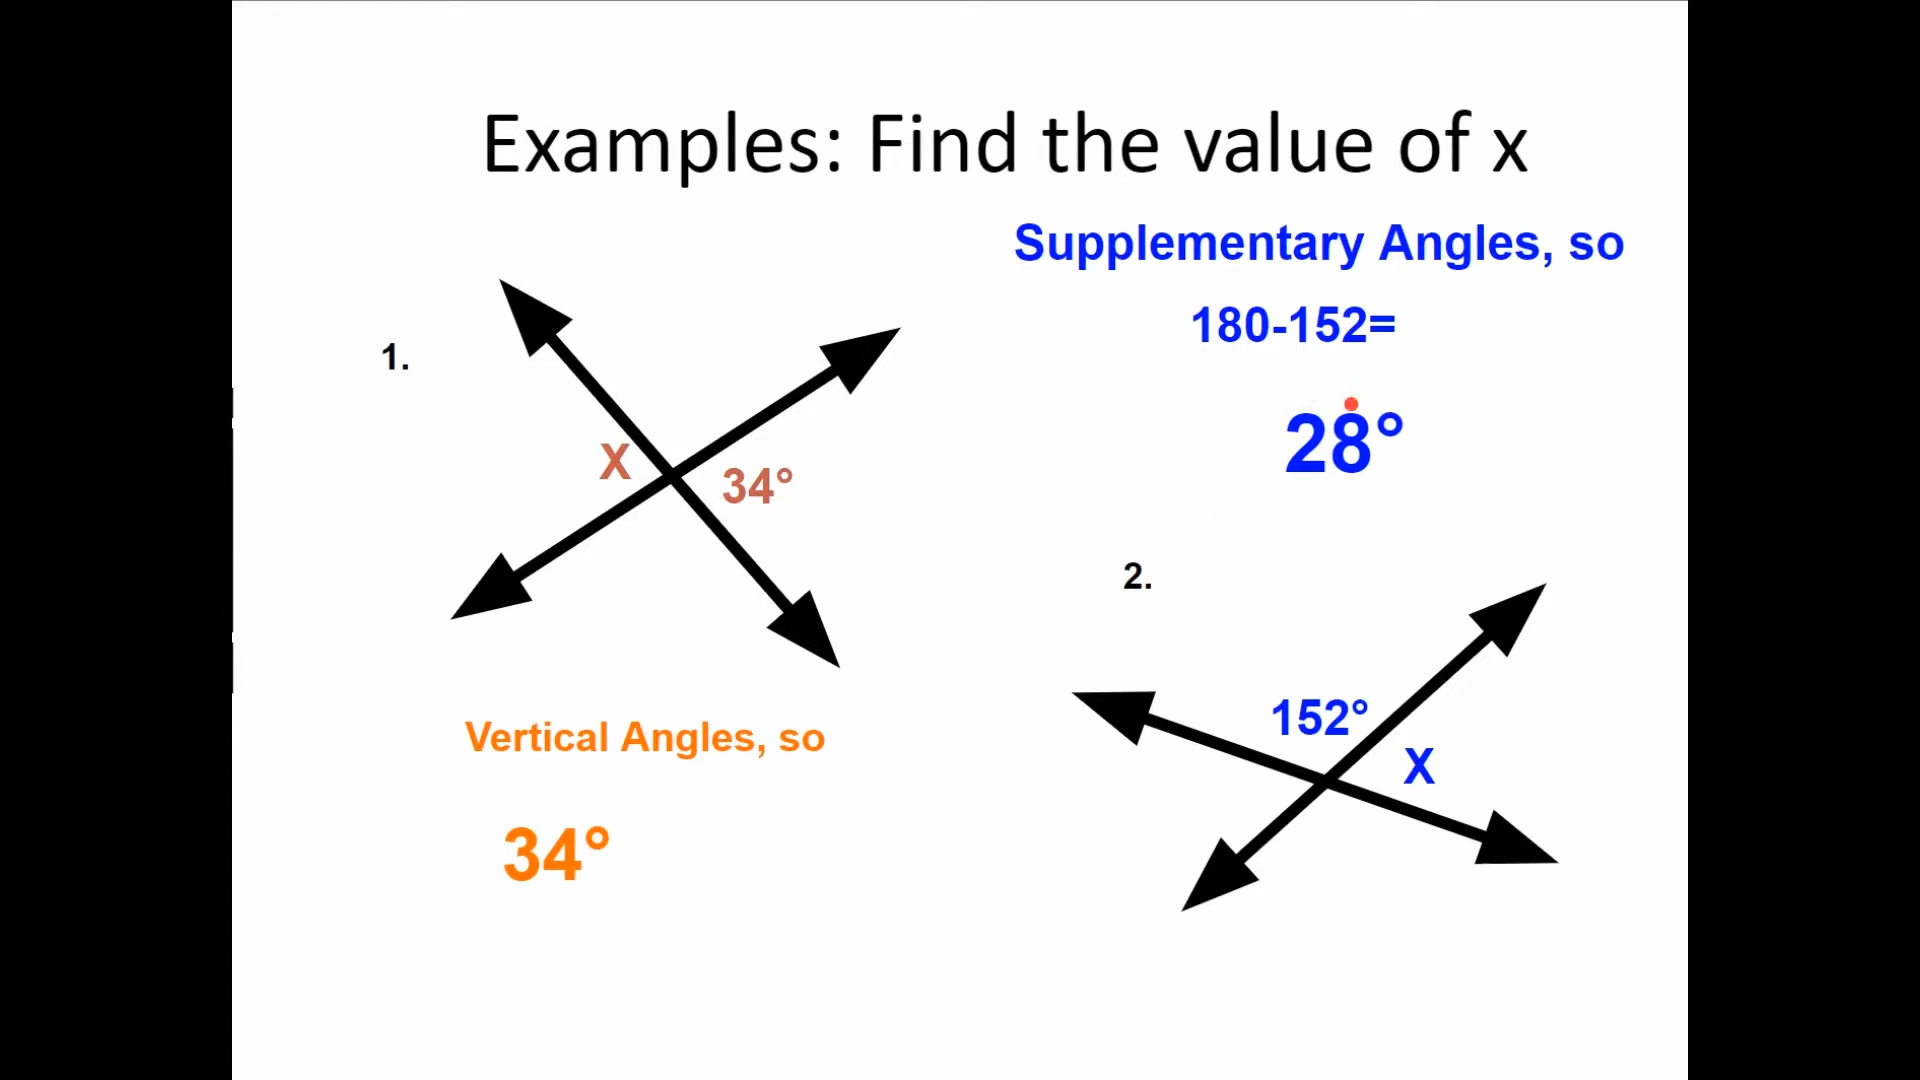 Examples: Find the value of x
Supplementary Angles, so
180-152=
28°
1.
X
34°
Vertical Angles, so
34°
2.
152°
X